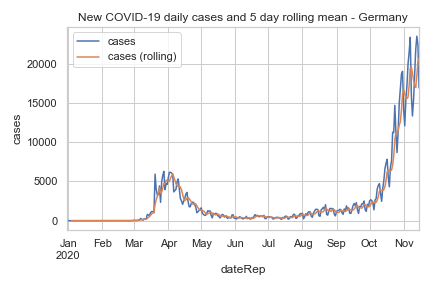 New COVID-19 daily cases and 5 day rolling mean - Germany
cases
cases (rolling)
20000
15000
10000
5000
0
cases
Jan Feb Mar Apr May Jun Jul Aug Sep Oct Nov
2020
dateRep